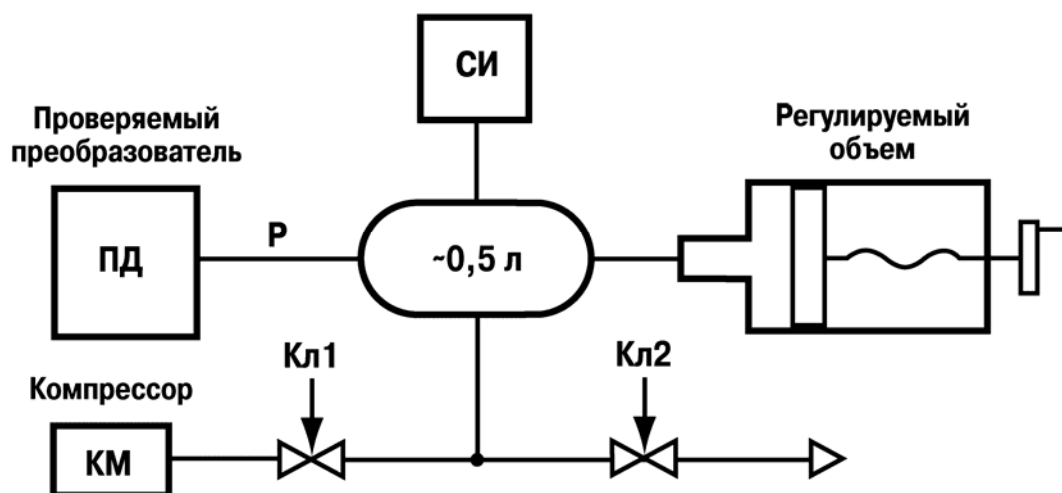 СИ
Проверяемый
преобразователь
Регулируемый
объем
ПД
Р
~0,5 л
Кл1
Кл2
Компрессор
КМ